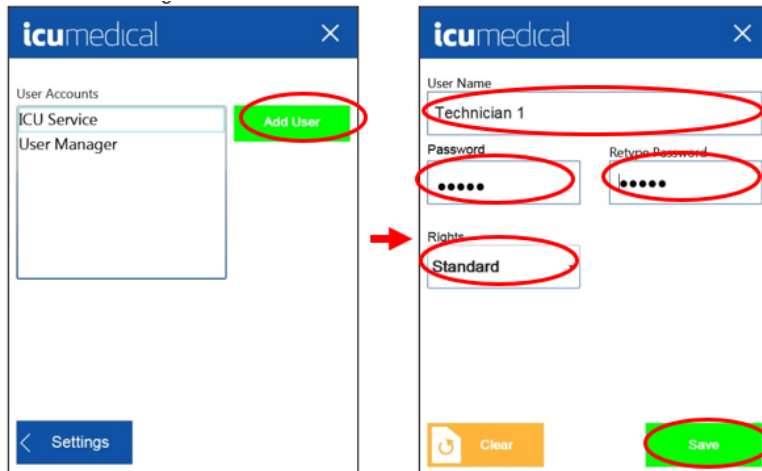 icumedical
User Accounts
ICU Service
User Manager
Add User
Settings
icumedical
User Name
Technician 1
Password
Retype Password
●●●●●
●●●●●
Rights
Standard
Clear
Save